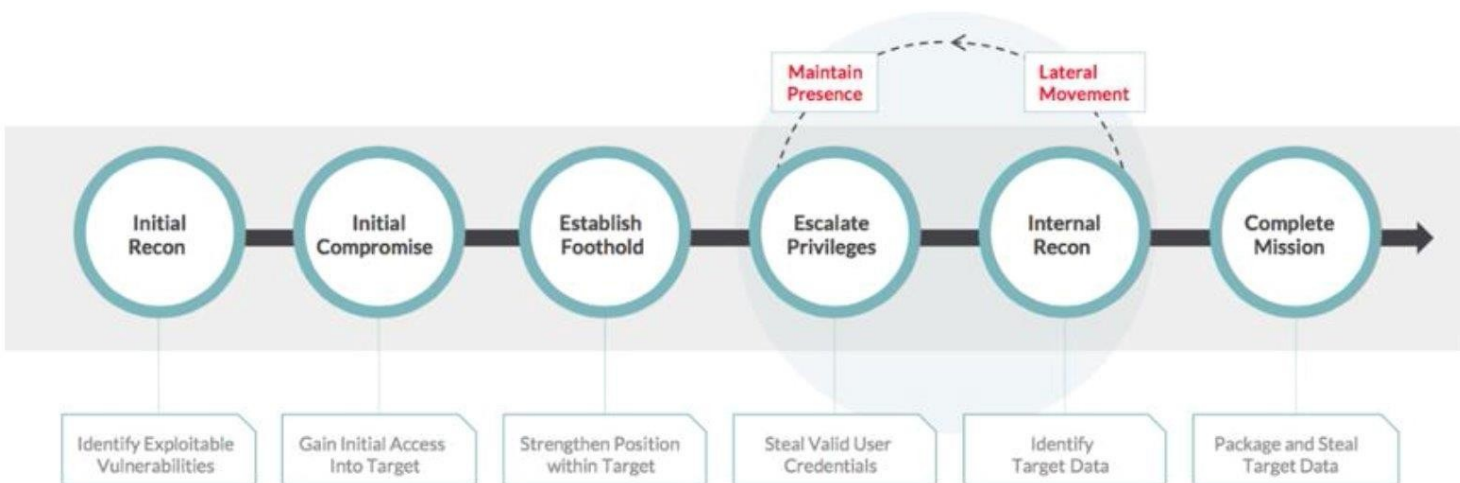 Maintain
Presence
Lateral
Movement
Initial
Recon
Initial
Compromise
Establish
Foothold
Escalate
Privileges
Internal
Recon
Complete
Mission
Identify Exploitable
Vulnerabilities
Gain Initial Access
Into Target
Strengthen Position
within Target
Steal Valid User
Credentials
Identify
Target Data
Package and Steal
Target Data